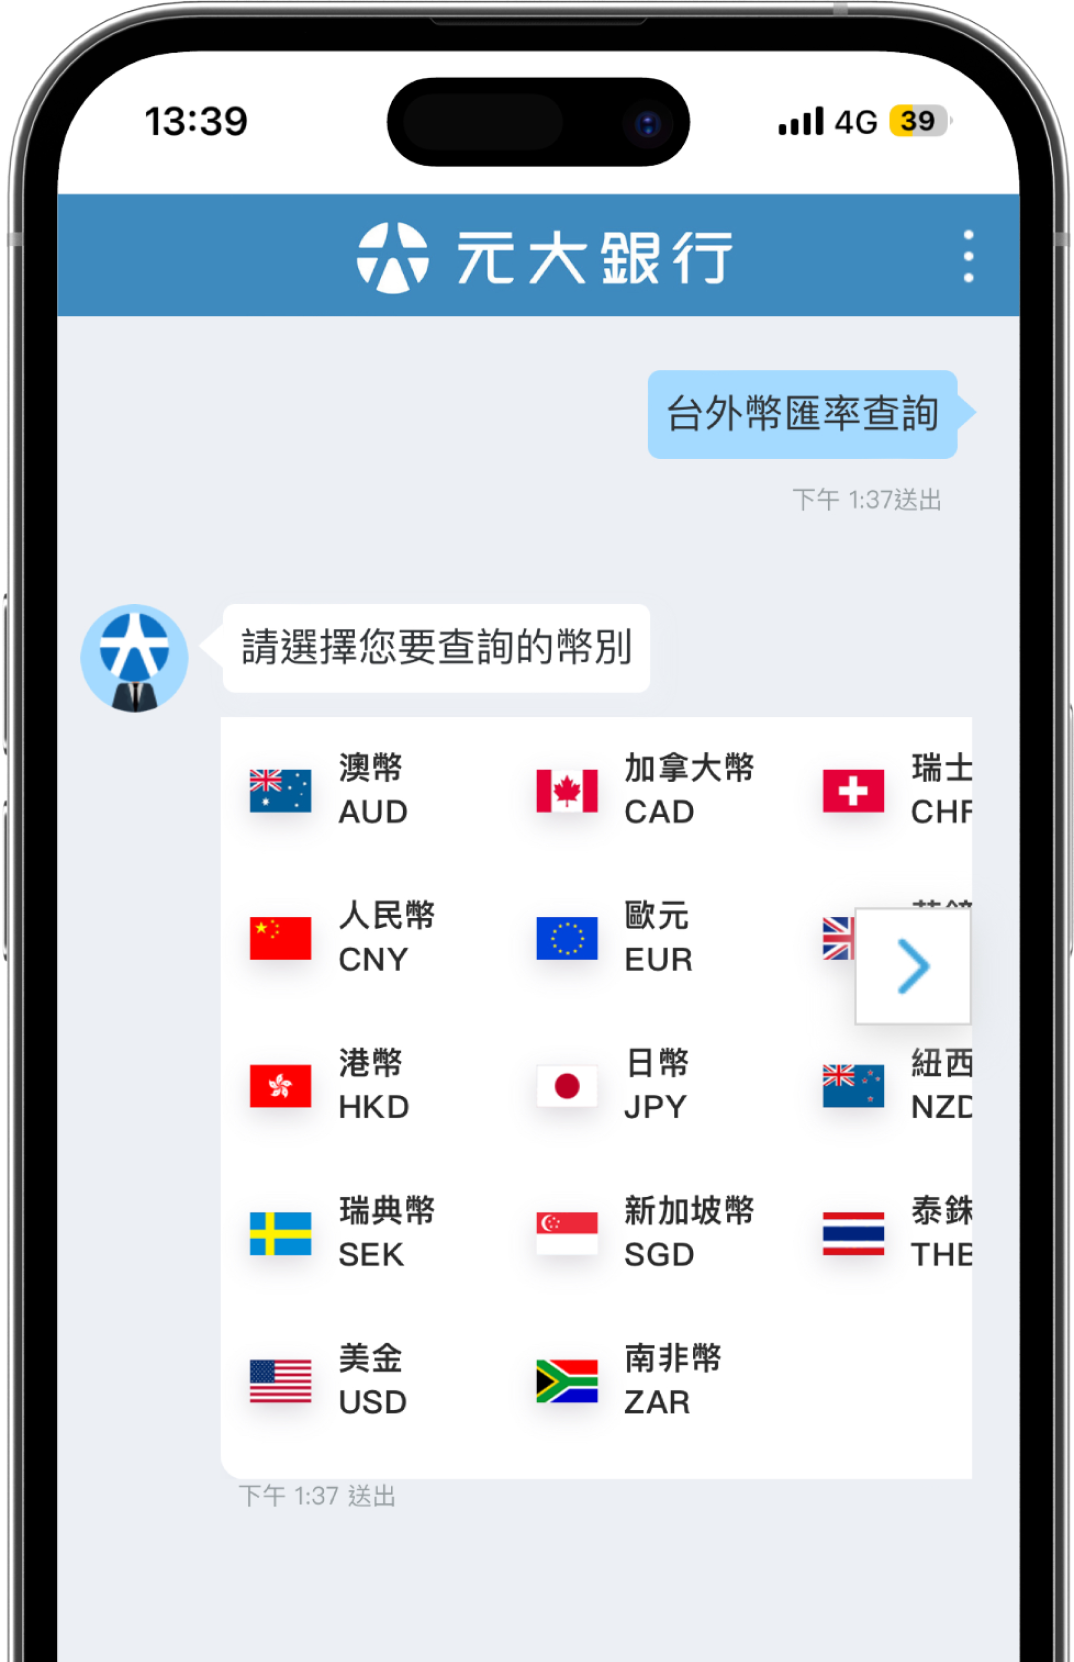 13:39
4G 39
元大銀行
台外幣匯率查詢
下午 1:37送出
請選擇您要查詢的幣別
澳幣
AUD
加拿大幣
CAD
瑞士
CHF
人民幣
CNY
歐元
EUR
港幣
HKD
日幣
JPY
紐西
NZD
瑞典幣
SEK
新加坡幣
SGD
泰銖
THB
美金
USD
南非幣
ZAR
下午 1:37 送出